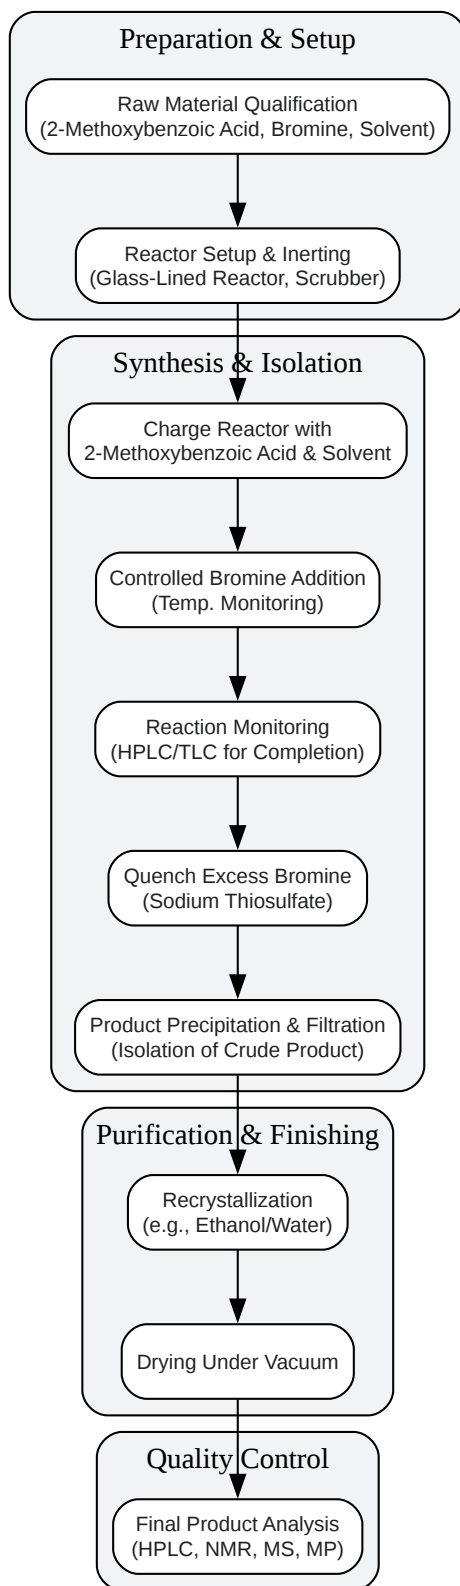 Preparation & Setup
Raw Material Qualification
(2-Methoxybenzoic Acid, Bromine, Solvent)
Reactor Setup & Inerting
(Glass-Lined Reactor, Scrubber)
Synthesis & Isolation
Charge Reactor with
2-Methoxybenzoic Acid & Solvent
Controlled Bromine Addition
(Temp. Monitoring)
Reaction Monitoring
(HPLC/TLC for Completion)
Quench Excess Bromine
(Sodium Thiosulfate)
Product Precipitation & Filtration
(Isolation of Crude Product)
Purification & Finishing
Recrystallization
(e.g., Ethanol/Water)
Drying Under Vacuum
Quality Control
Final Product Analysis
(HPLC, NMR, MS, MP)